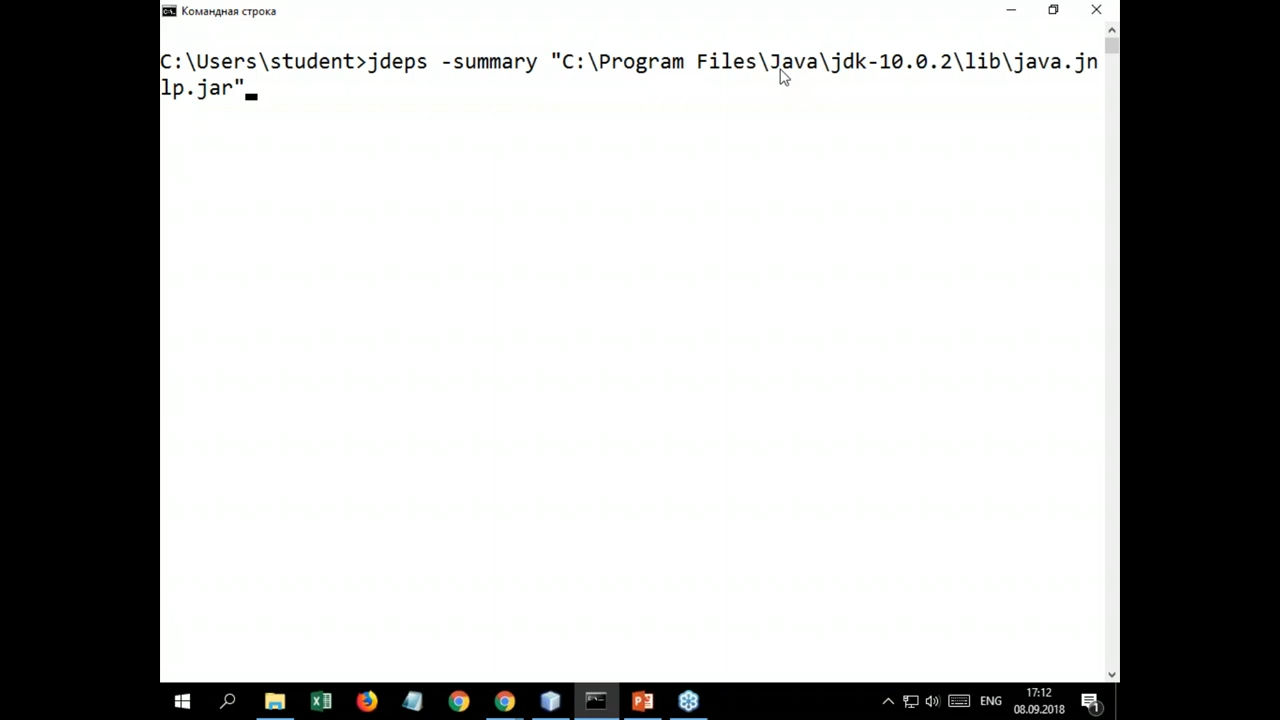 Командная строка
C:\Users\student>jdeps -summary "C:\Program Files\Java\jdk-10.0.2\lib\java.jn
lp.jar"
ENG
17:12
08.09.2018
1